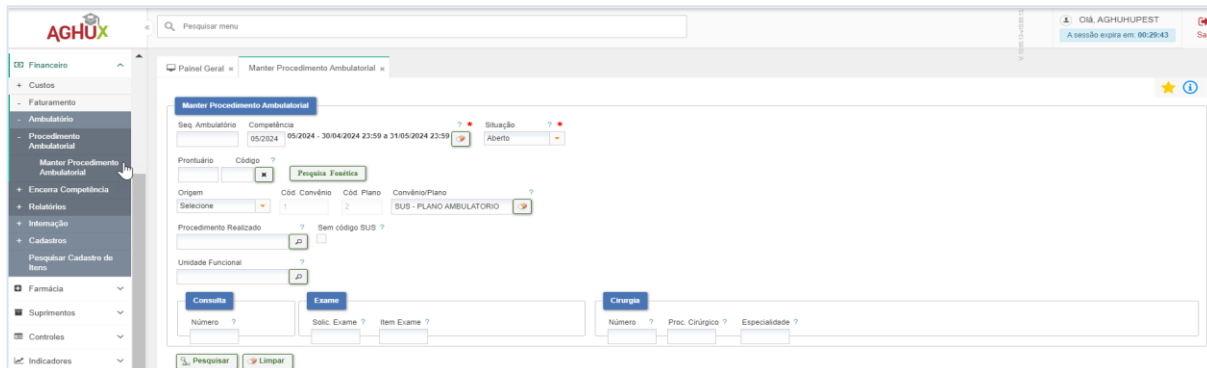 AGHUX
«
Pesquisar menu
Olá, AGHUHUPEST
A sessão expira em: 00:29:43
Sa
Financeiro
+ Custos
- Faturamento
- Ambulatório
- Procedimento
Ambulatorial
Manter Procedimento
Ambulatorial
+ Encerra Competência
+ Relatórios
+ Internação
+ Cadastros
Pesquisar Cadastro de
Itens
Farmácia
Suprimentos
Controles
Indicadores
Painel Geral × Manter Procedimento Ambulatorial ×
Manter Procedimento Ambulatorial
Seq. Ambulatório Competência ? * Situação ? *
05/2024 05/2024 - 30/04/2024 23:59 a 31/05/2024 23:59 Aberto
Prontuário Código ?
Pesquisa Fonética
Origem Cód. Convênio Cód. Plano Convênio/Plano ?
Selecione 1 2 SUS - PLANO AMBULATORIO
Procedimento Realizado ? Sem código SUS ?
Unidade Funcional ?
Consulta Exame Cirurgia
Número ? Solic. Exame ? Item Exame ? Número ? Proc. Cirúrgico ? Especialidade ?
Pesquisar Limpar